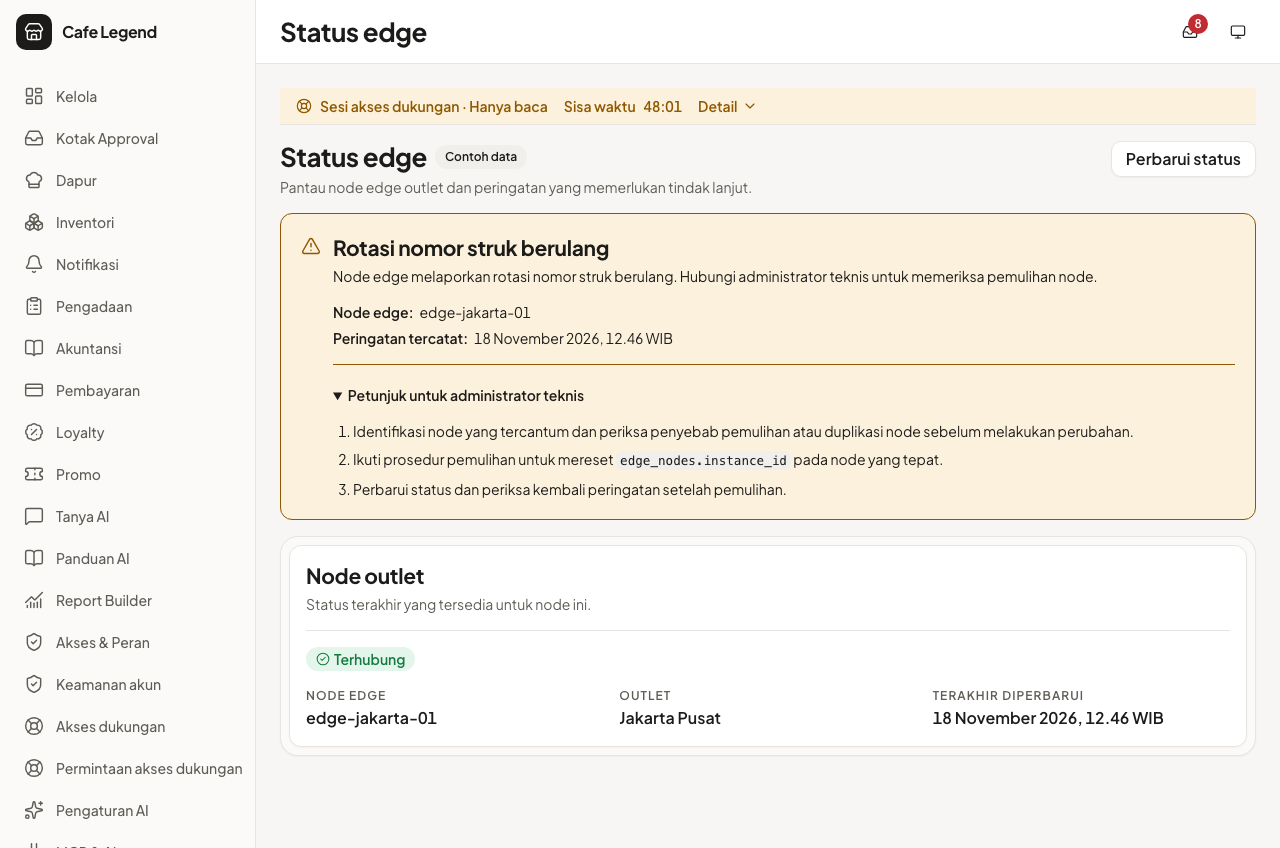 Cafe Legend
Status edge
8
Kelola
Kotak Approval
Dapur
Inventori
Notifikasi
Pengadaan
Akuntansi
Pembayaran
Loyalty
Promo
Tanya AI
Panduan AI
Report Builder
Akses & Peran
Keamanan akun
Akses dukungan
Permintaan akses dukungan
Pengaturan AI
Sesi akses dukungan · Hanya baca Sisa waktu 48:01 Detail
Status edge Contoh data
Perbarui status
Pantau node edge outlet dan peringatan yang memerlukan tindak lanjut.
Rotasi nomor struk berulang
Node edge melaporkan rotasi nomor struk berulang. Hubungi administrator teknis untuk memeriksa pemulihan node.
Node edge: edge-jakarta-01
Peringatan tercatat: 18 November 2026, 12.46 WIB
Petunjuk untuk administrator teknis
1. Identifikasi node yang tercantum dan periksa penyebab pemulihan atau duplikasi node sebelum melakukan perubahan.
2. Ikuti prosedur pemulihan untuk mereset edge_nodes.instance_id pada node yang tepat.
3. Perbarui status dan periksa kembali peringatan setelah pemulihan.
Node outlet
Status terakhir yang tersedia untuk node ini.
Terhubung
NODE EDGE
edge-jakarta-01
OUTLET
Jakarta Pusat
TERAKHIR DIPERBARUI
18 November 2026, 12.46 WIB